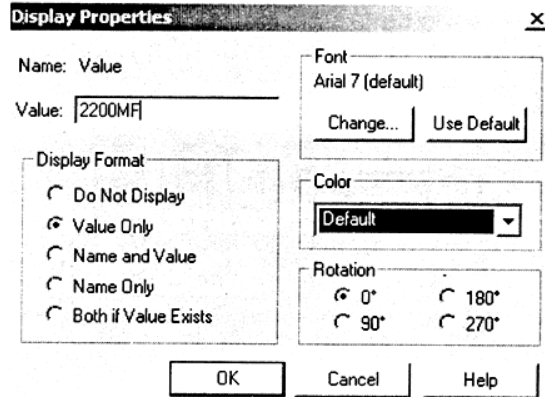 Display Properties
Name: Value
Value: 2200MF
Display Format
Do Not Display
Value Only
Name and Value
Name Only
Both if Value Exists
Font
Arial 7 (default)
Change...
Use Default
Color
Default
Rotation
0°
180°
90°
270°
OK
Cancel
Help